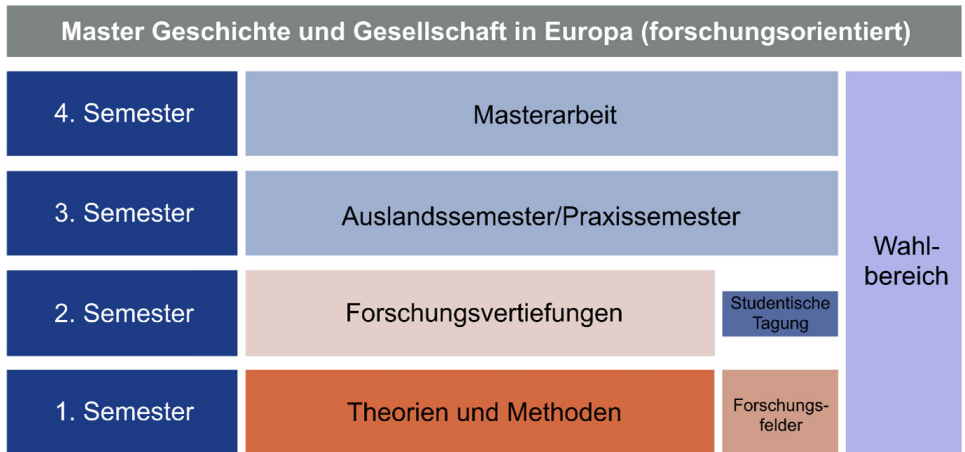 Master Geschichte und Gesellschaft in Europa (forschungsorientiert)
4. Semester
Masterarbeit
3. Semester
Auslandssemester/Praxissemester
Wahl-
bereich
2. Semester
Forschungsvertiefungen
Studentische
Tagung
1. Semester
Theorien und Methoden
Forschungs-
felder